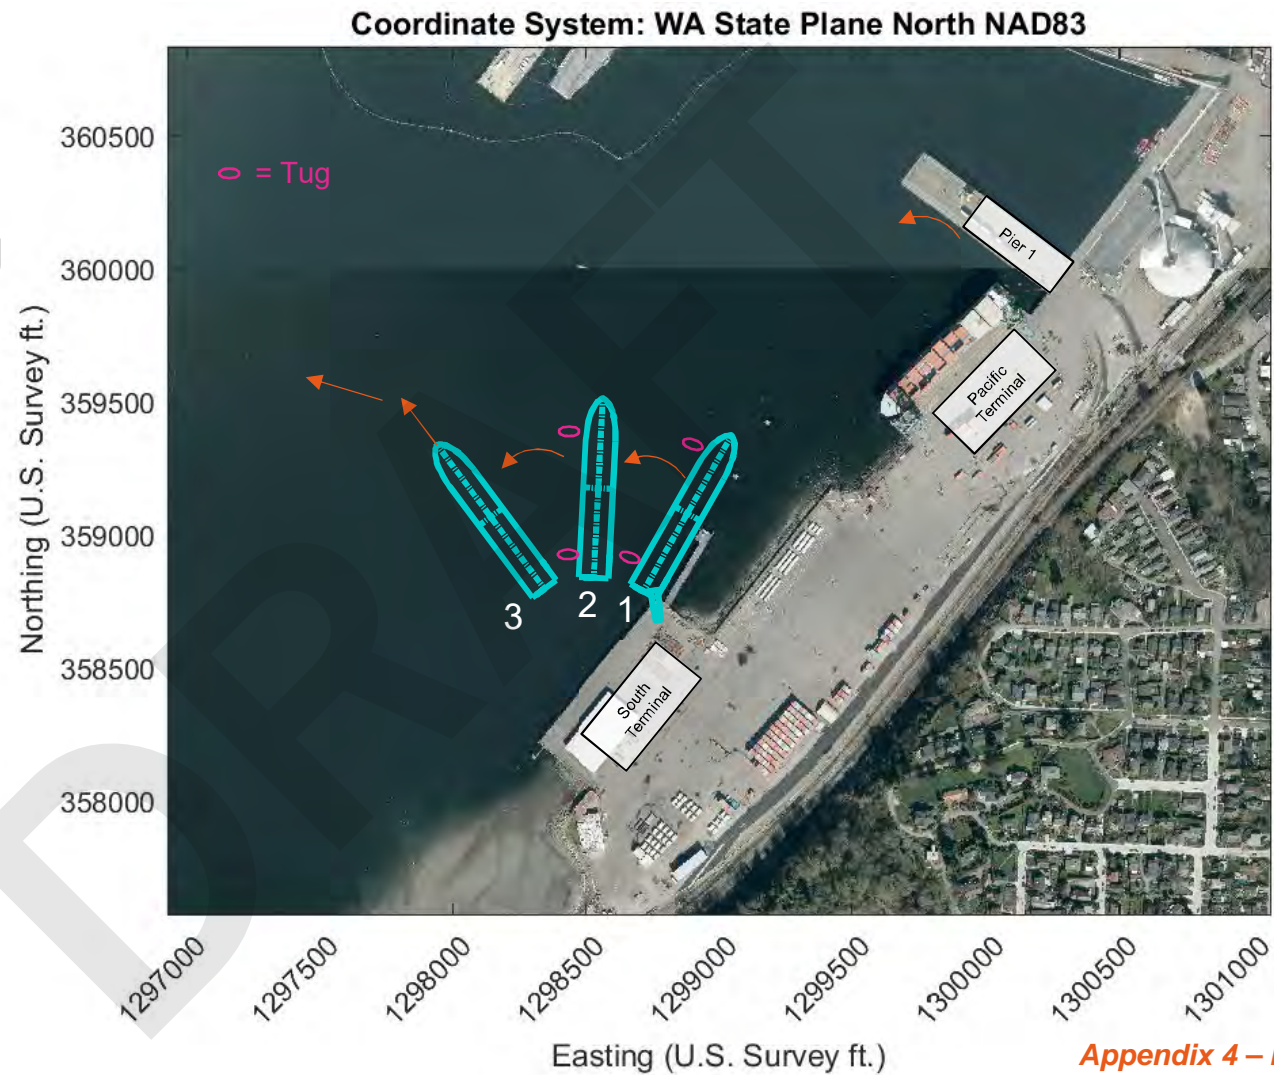 Coordinate System: WA State Plane North NAD83
360500
360000
359500
359000
358500
358000
Northing (U.S. Survey ft.)
= Tug
Pier 1
Pacific
Terminal
3
2
1
South
Terminal
DRAFT
1297000
1297500
1298000
1298500
1299000
1299500
1300000
1300500
1301000
Easting (U.S. Survey ft.)
Appendix 4 –